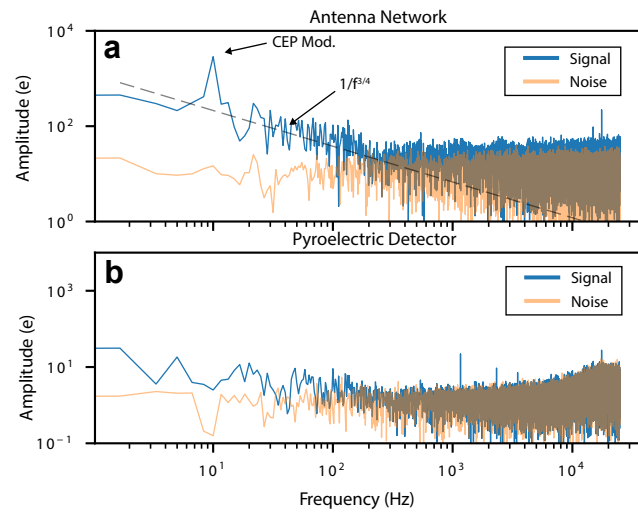 Antenna Network
a
CEP Mod.
1/f^{3/4}
Signal
Noise
Amplitude (e)
10^4
10^2
10^0
Pyroelectric Detector
b
Signal
Noise
Amplitude (e)
10^3
10^1
10^{-1}
10^1
10^2
10^3
10^4
Frequency (Hz)